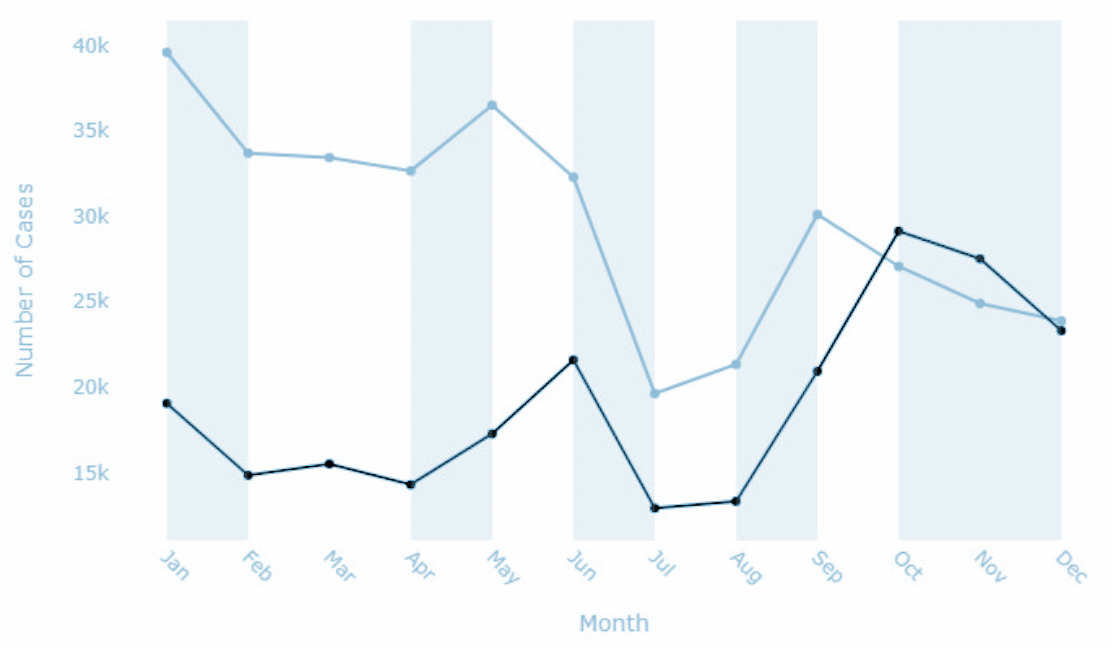 40k
35k
30k
25k
20k
15k
Number of Cases
Jan
Feb
Mar
Apr
May
Jun
Jul
Aug
Sep
Oct
Nov
Dec
Month